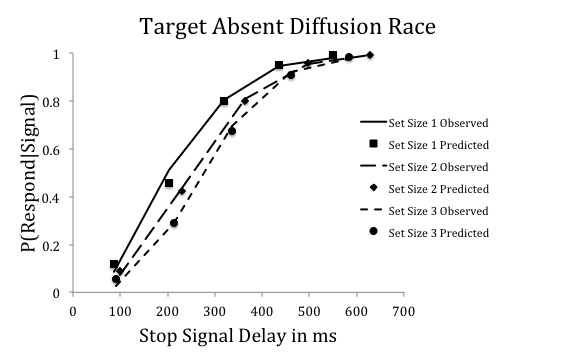 Target Absent Diffusion Race
P(Respond|Signal)
1
0.8
0.6
0.4
0.2
0
0 100 200 300 400 500 600 700
Stop Signal Delay in ms
Set Size 1 Observed
Set Size 1 Predicted
Set Size 2 Observed
Set Size 2 Predicted
Set Size 3 Observed
Set Size 3 Predicted